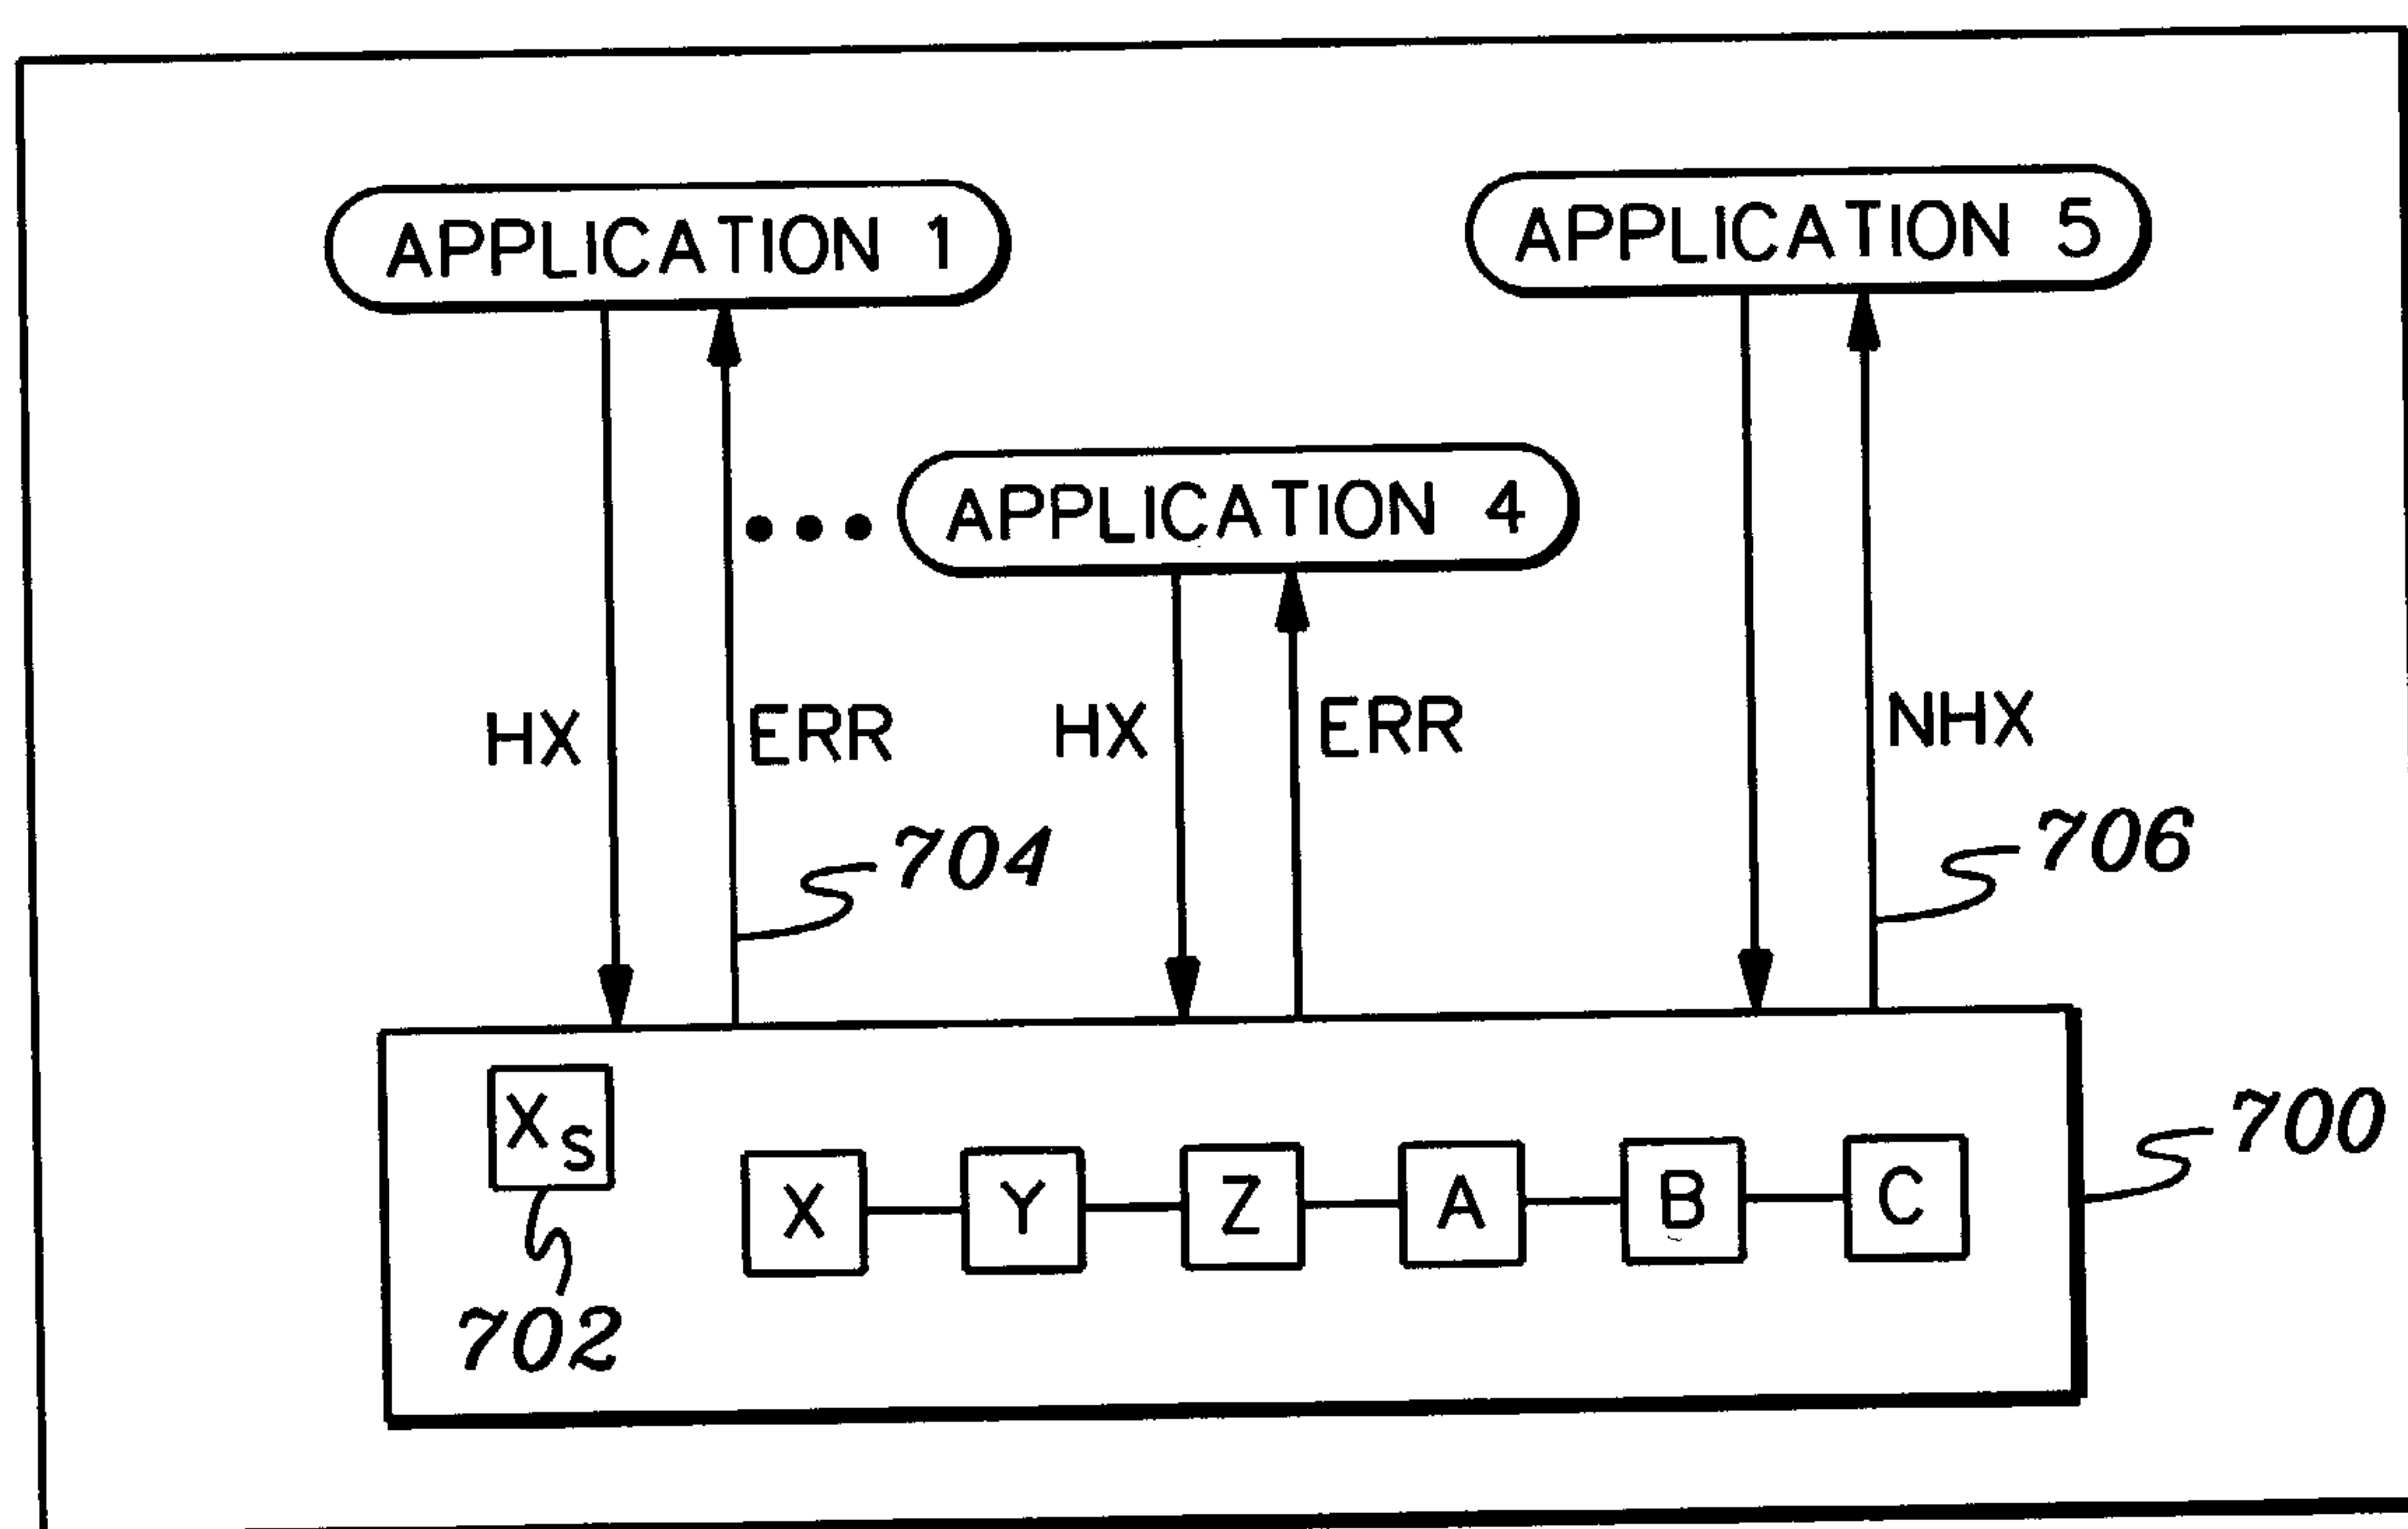 APPLICATION 1
APPLICATION 5
APPLICATION 4
HX
ERR
HX
ERR
NHX
704
706
700
XS
X
Y
Z
A
B
C
702